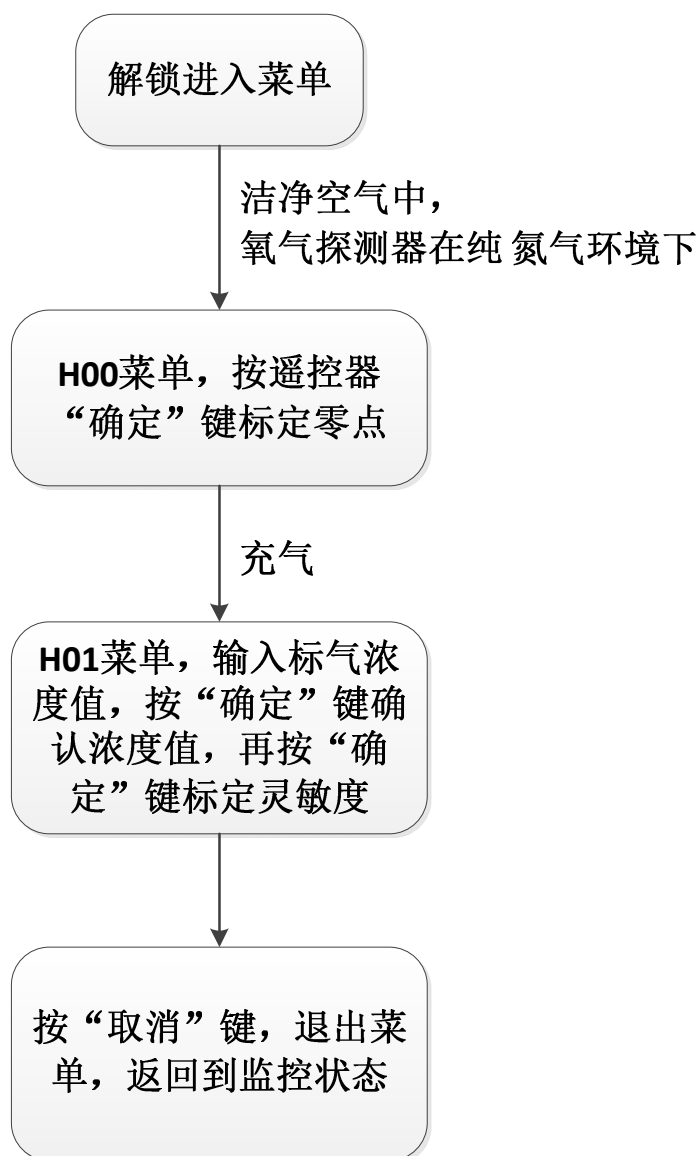 解锁进入菜单
洁净空气中，
氧气探测器在纯 氮气环境下
H00菜单，按遥控器
“确定”键标定零点
充气
H01菜单，输入标气浓
度值，按“确定”键确
认浓度值，再按“确
定”键标定灵敏度
按“取消”键，退出菜
单，返回到监控状态